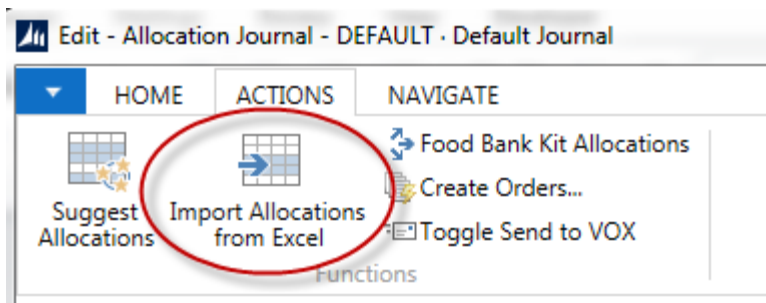 Edit - Allocation Journal - DEFAULT · Default Journal
HOME ACTIONS NAVIGATE
Suggest Allocations
Import Allocations from Excel
Food Bank Kit Allocations
Create Orders...
Toggle Send to VOX
Functions